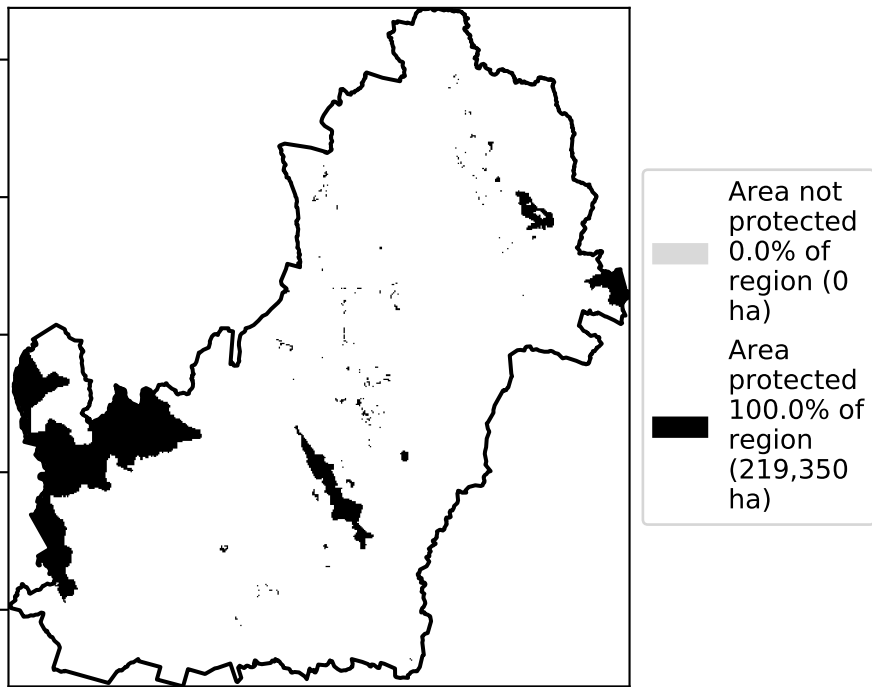 Area not
protected
0.0% of
region (0
ha)
Area
protected
100.0% of
region
(219,350
ha)